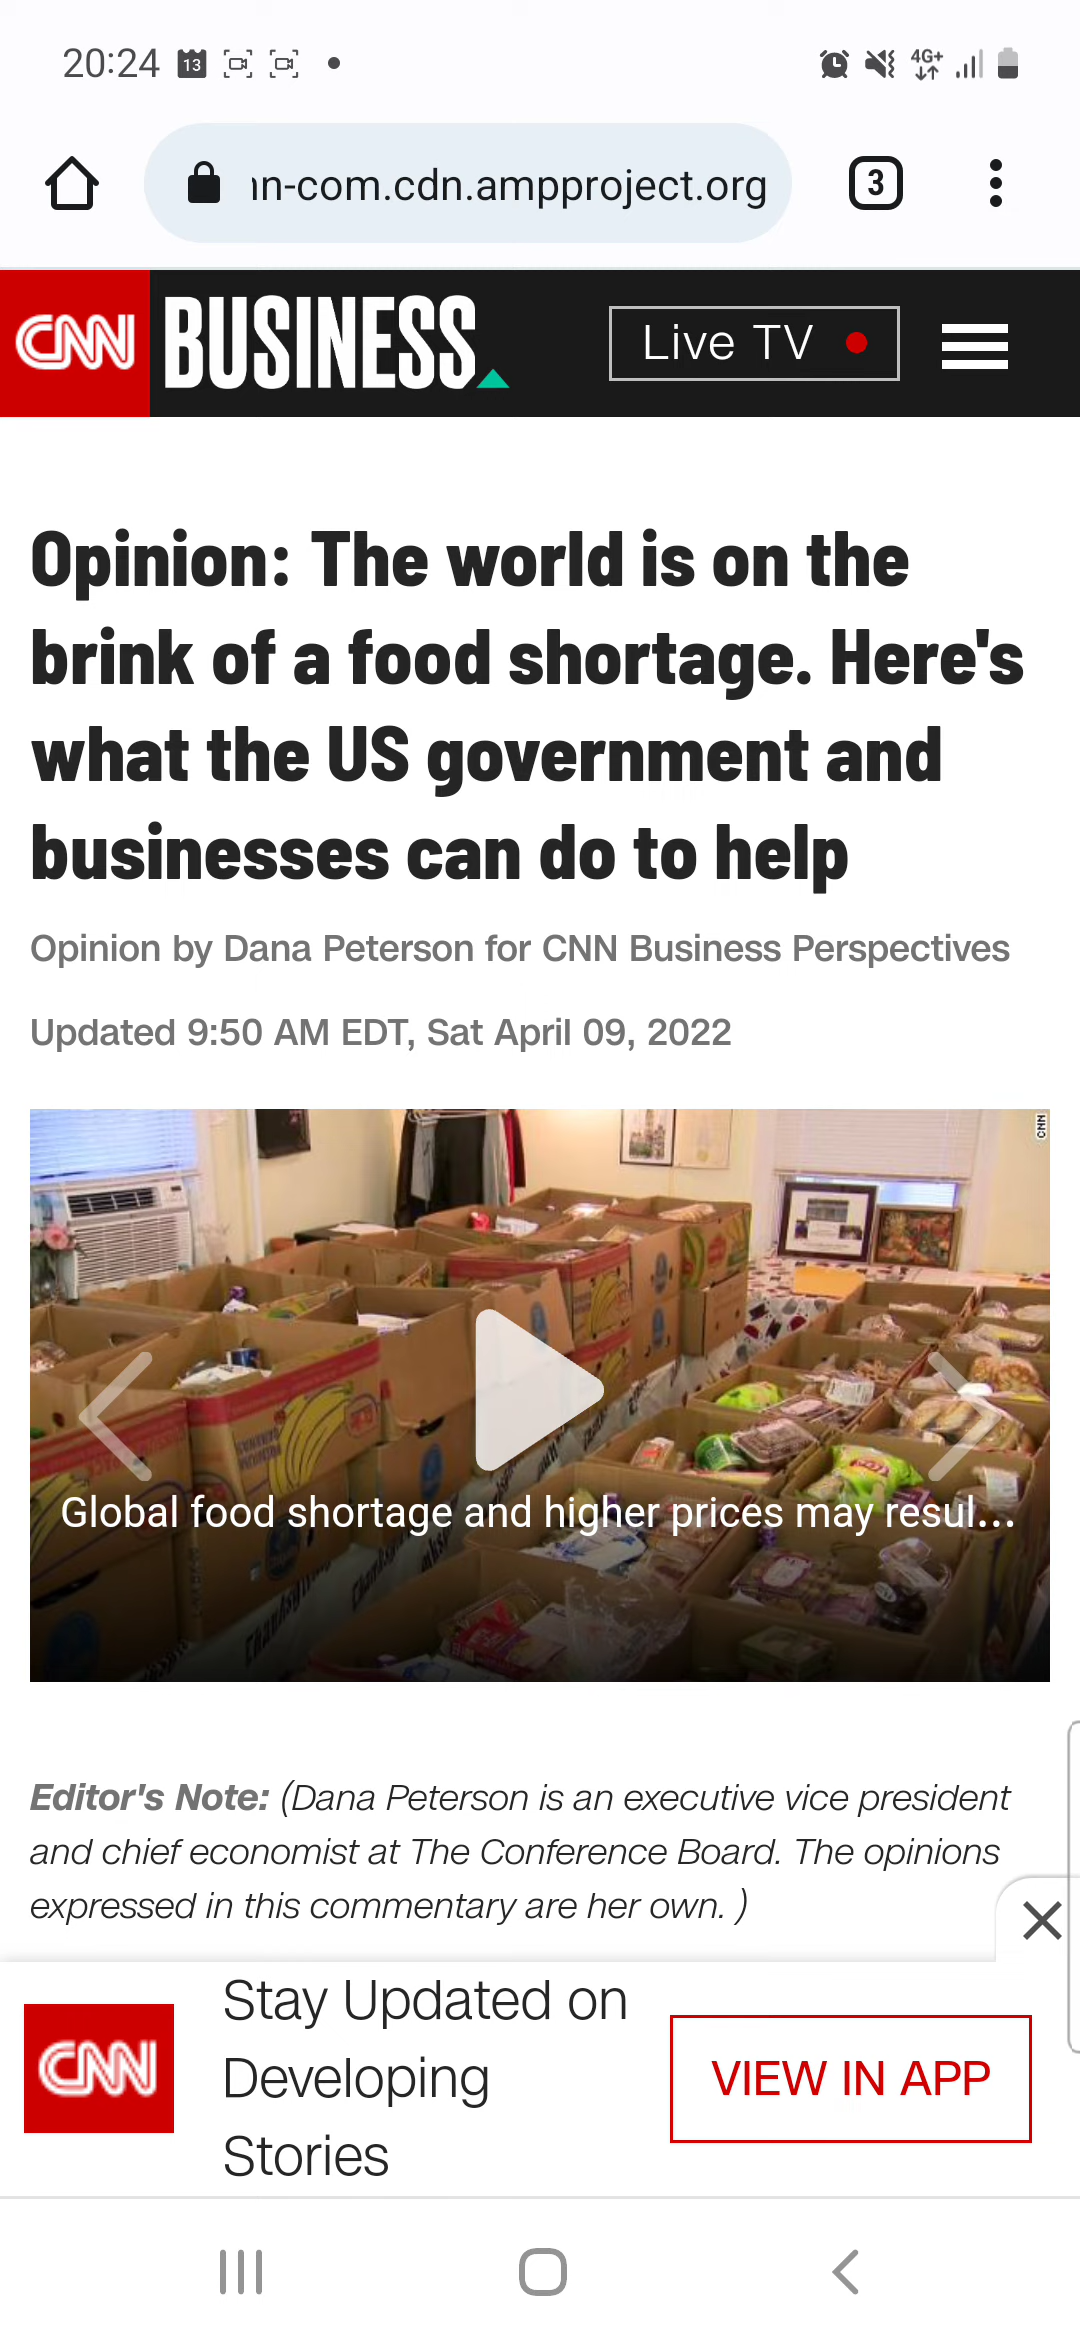 20:24 13 4G+
nn-com.cdn.ampproject.org 3
CNN BUSINESS Live TV
Opinion: The world is on the
brink of a food shortage. Here's
what the US government and
businesses can do to help
Opinion by Dana Peterson for CNN Business Perspectives
Updated 9:50 AM EDT, Sat April 09, 2022
CNN
Global food shortage and higher prices may resul...
Editor's Note: (Dana Peterson is an executive vice president
and chief economist at The Conference Board. The opinions
expressed in this commentary are her own. )
CNN
Stay Updated on
Developing
Stories
VIEW IN APP